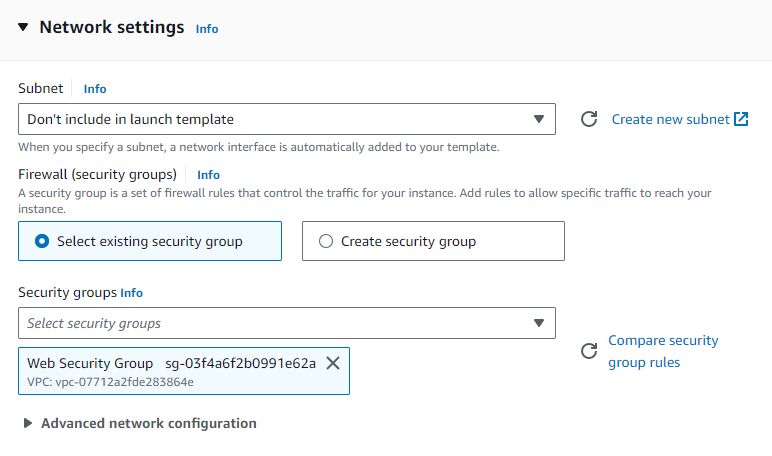 Network settings Info
Subnet Info
Don't include in launch template
Create new subnet
When you specify a subnet, a network interface is automatically added to your template.
Firewall (security groups) Info
A security group is a set of firewall rules that control the traffic for your instance. Add rules to allow specific traffic to reach your
instance.
Select existing security group
Create security group
Security groups Info
Select security groups
Compare security
group rules
Web Security Group sg-03f4a6f2b0991e62a
VPC: vpc-07712a2fde283864e
Advanced network configuration